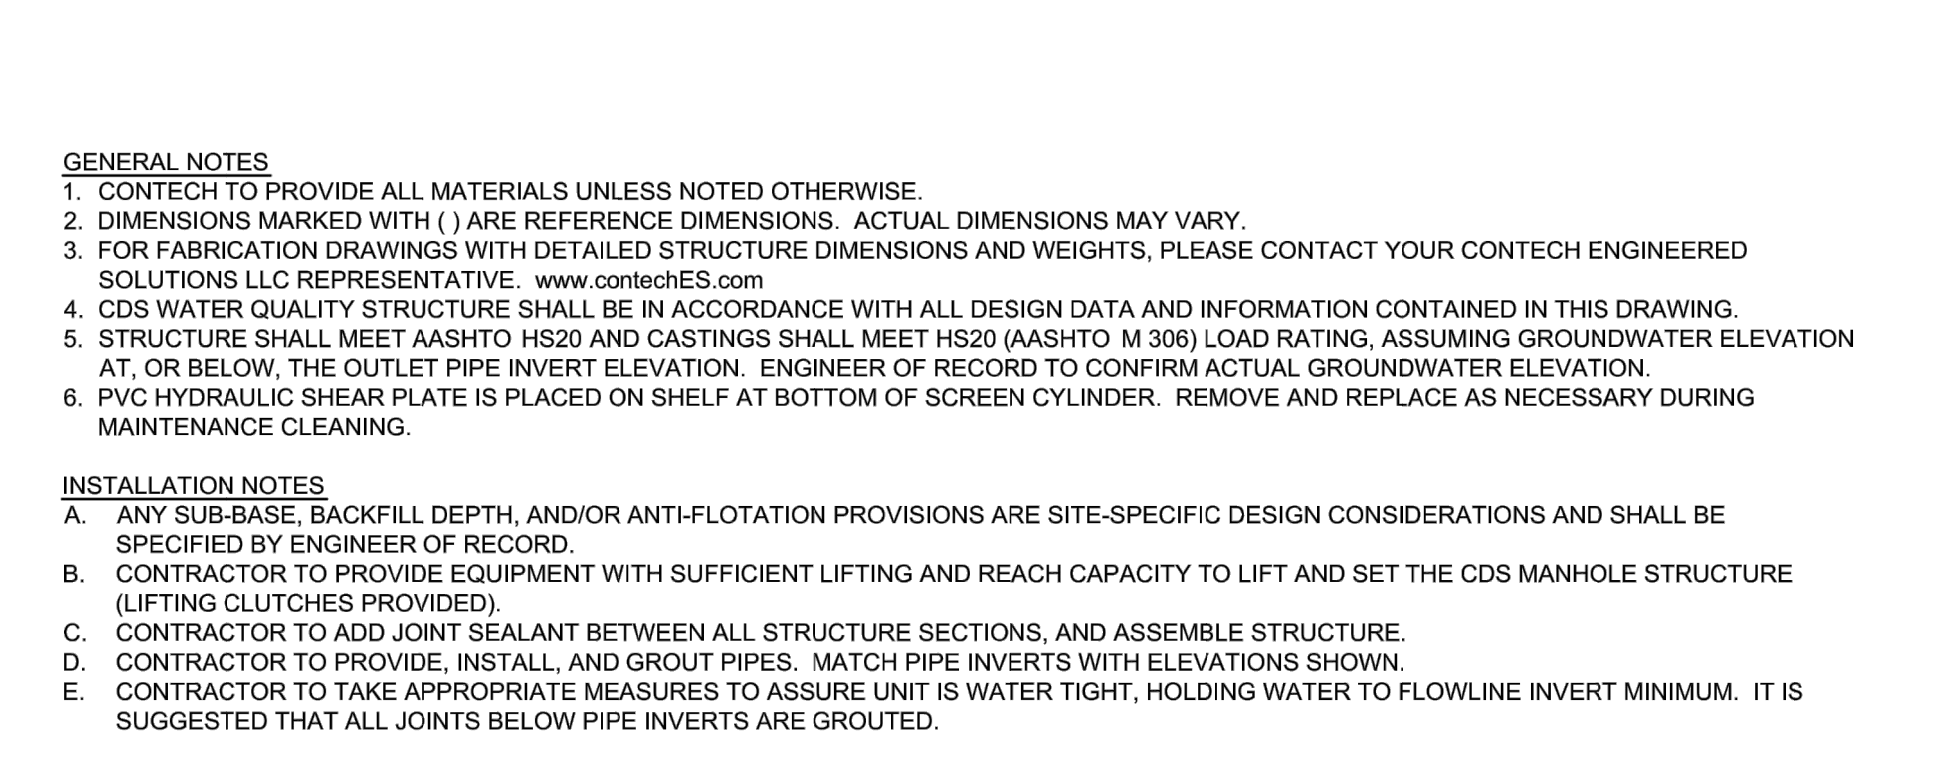 GENERAL NOTES
1. CONTECH TO PROVIDE ALL MATERIALS UNLESS NOTED OTHERWISE.
2. DIMENSIONS MARKED WITH ( ) ARE REFERENCE DIMENSIONS. ACTUAL DIMENSIONS MAY VARY.
3. FOR FABRICATION DRAWINGS WITH DETAILED STRUCTURE DIMENSIONS AND WEIGHTS, PLEASE CONTACT YOUR CONTECH ENGINEERED
SOLUTIONS LLC REPRESENTATIVE. www.contechES.com
4. CDS WATER QUALITY STRUCTURE SHALL BE IN ACCORDANCE WITH ALL DESIGN DATA AND INFORMATION CONTAINED IN THIS DRAWING.
5. STRUCTURE SHALL MEET AASHTO HS20 AND CASTINGS SHALL MEET HS20 (AASHTO M 306) LOAD RATING, ASSUMING GROUNDWATER ELEVATION
AT, OR BELOW, THE OUTLET PIPE INVERT ELEVATION. ENGINEER OF RECORD TO CONFIRM ACTUAL GROUNDWATER ELEVATION.
6. PVC HYDRAULIC SHEAR PLATE IS PLACED ON SHELF AT BOTTOM OF SCREEN CYLINDER. REMOVE AND REPLACE AS NECESSARY DURING
MAINTENANCE CLEANING.
INSTALLATION NOTES
A. ANY SUB-BASE, BACKFILL DEPTH, AND/OR ANTI-FLOTATION PROVISIONS ARE SITE-SPECIFIC DESIGN CONSIDERATIONS AND SHALL BE
SPECIFIED BY ENGINEER OF RECORD.
B. CONTRACTOR TO PROVIDE EQUIPMENT WITH SUFFICIENT LIFTING AND REACH CAPACITY TO LIFT AND SET THE CDS MANHOLE STRUCTURE
(LIFTING CLUTCHES PROVIDED).
C. CONTRACTOR TO ADD JOINT SEALANT BETWEEN ALL STRUCTURE SECTIONS, AND ASSEMBLE STRUCTURE.
D. CONTRACTOR TO PROVIDE, INSTALL, AND GROUT PIPES. MATCH PIPE INVERTS WITH ELEVATIONS SHOWN.
E. CONTRACTOR TO TAKE APPROPRIATE MEASURES TO ASSURE UNIT IS WATER TIGHT, HOLDING WATER TO FLOWLINE INVERT MINIMUM. IT IS
SUGGESTED THAT ALL JOINTS BELOW PIPE INVERTS ARE GROUTED.